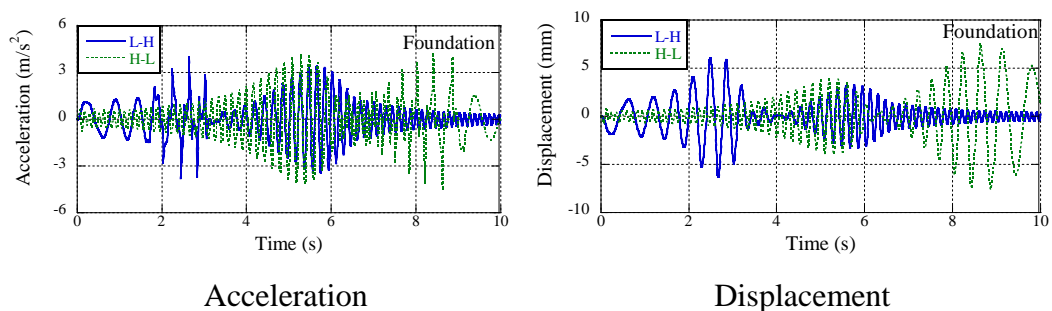 Acceleration (m/s²)
6
3
0
-3
-6
L-H
H-L
Foundation
0 2 4 6 8 10
Time (s)
Acceleration
Displacement (mm)
10
5
0
-5
-10
L-H
H-L
Foundation
0 2 4 6 8 10
Time (s)
Displacement